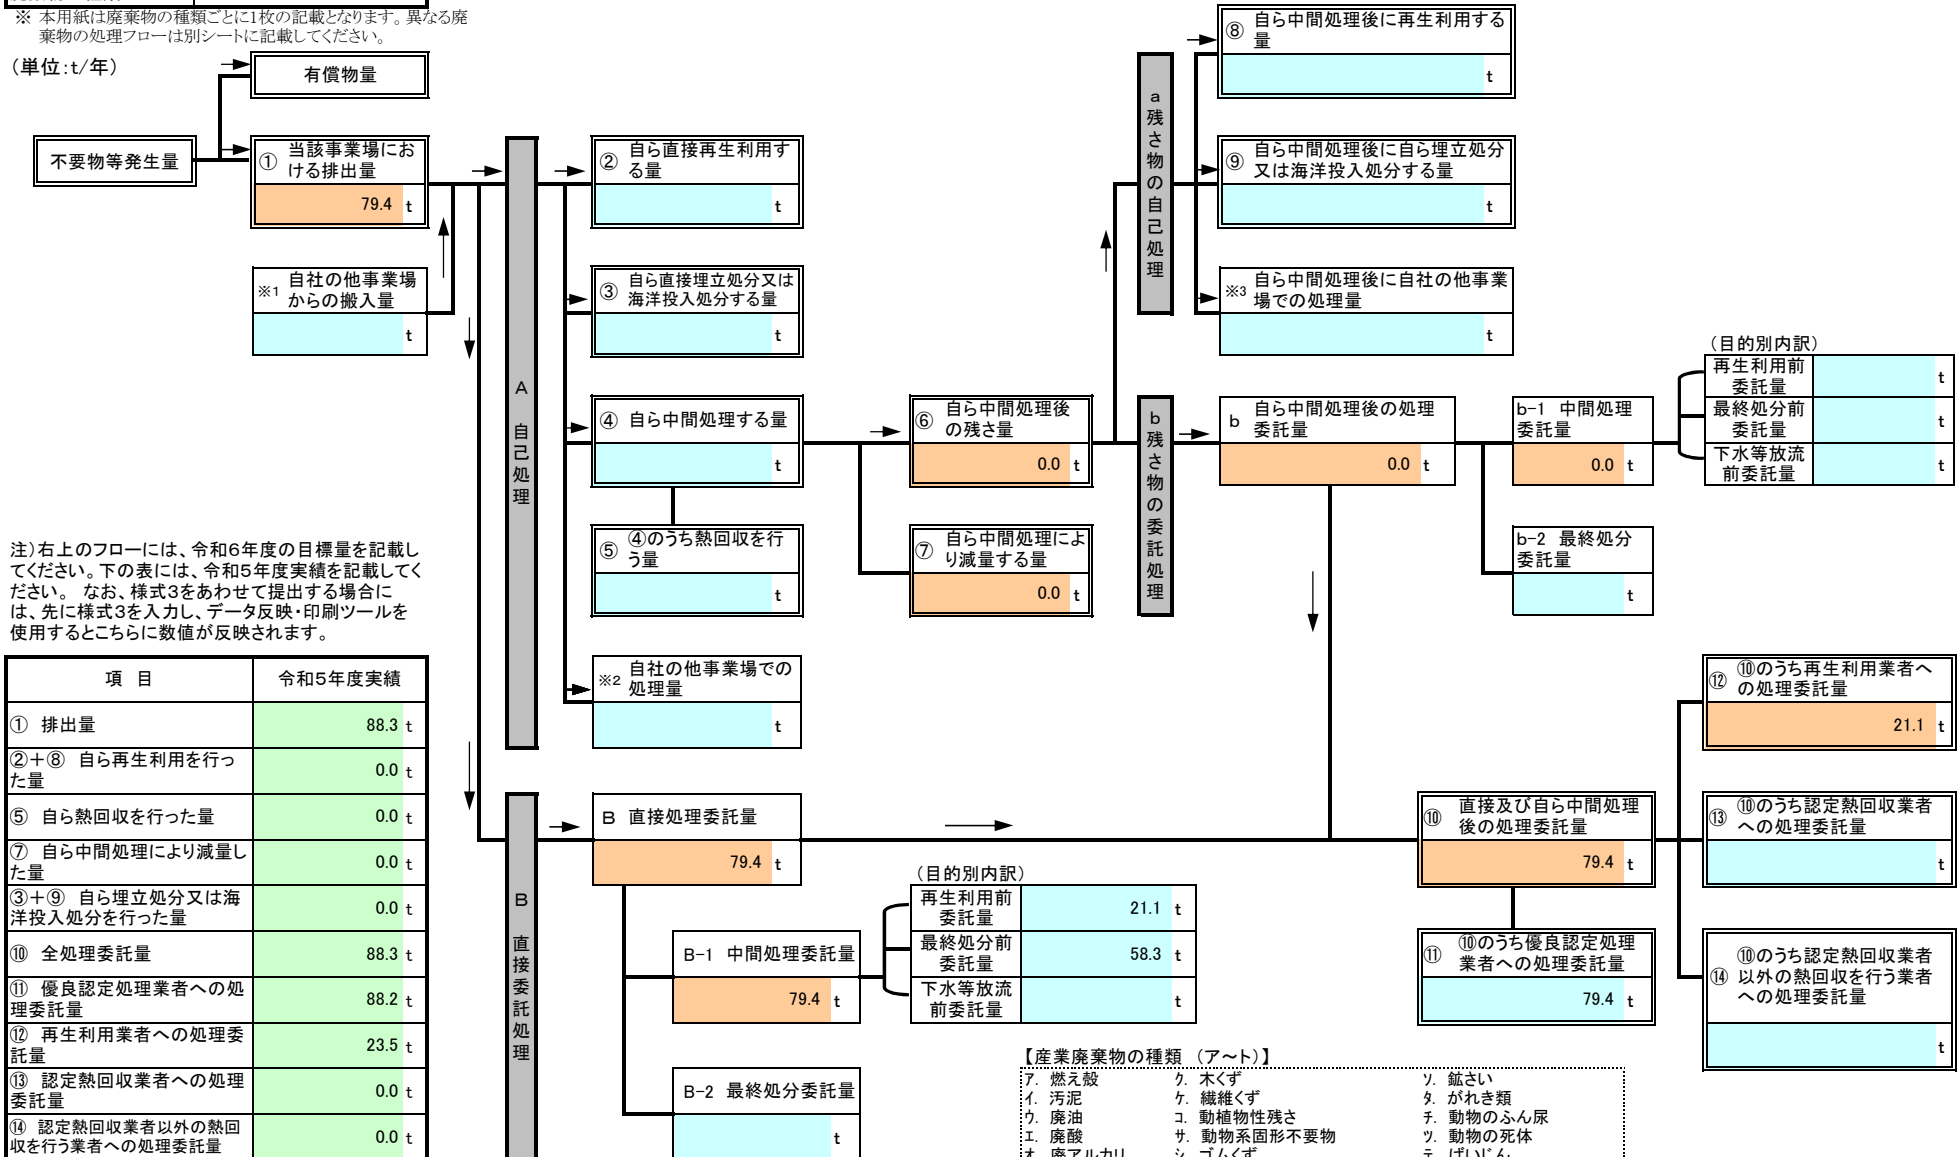 ※ 本用紙は廃棄物の種類ごとに1枚の記載となります。異なる廃
棄物の処理フローは別シートに記載してください。
（単位：t/年）
有償物量
不要物等発生量
① 当該事業場にお
ける排出量
79.4 t
※1 自社の他事業場
からの搬入量
t
A 自己処理
② 自ら直接再生利用す
る量
t
③ 自ら直接埋立処分又は
海洋投入処分する量
t
④ 自ら中間処理する量
t
⑤ ④のうち熱回収を行
う量
t
※2 自社の他事業場での
処理量
t
⑥ 自ら中間処理後
の残さ量
0.0 t
⑦ 自ら中間処理によ
り減量する量
0.0 t
a 残さ物の自己処理
⑧ 自ら中間処理後に再生利用する
量
t
⑨ 自ら中間処理後に自ら埋立処分
又は海洋投入処分する量
t
※3 自ら中間処理後に自社の他事業
場での処理量
t
b 残さ物の委託処理
b 自ら中間処理後の処理
委託量
0.0 t
b-1 中間処理
委託量
0.0 t
（目的別内訳）
再生利用前
委託量
t
最終処分前
委託量
t
下水等放流
前委託量
t
b-2 最終処分
委託量
t
注）右上のフローには、令和６年度の目標量を記載し
てください。下の表には、令和５年度実績を記載してく
ださい。 なお、様式３をあわせて提出する場合に
は、先に様式３を入力し、データ反映・印刷ツールを
使用するとこちらに数値が反映されます。
項 目 令和５年度実績
① 排出量 88.3 t
②＋⑧ 自ら再生利用を行っ
た量 0.0 t
⑤ 自ら熱回収を行った量 0.0 t
⑦ 自ら中間処理により減量し
た量 0.0 t
③＋⑨ 自ら埋立処分又は海
洋投入処分を行った量 0.0 t
⑩ 全処理委託量 88.3 t
⑪ 優良認定処理業者への処
理委託量 88.2 t
⑫ 再生利用業者への処理委
託量 23.5 t
⑬ 認定熱回収業者への処理
委託量 0.0 t
⑭ 認定熱回収業者以外の熱回
収を行う業者への処理委託量 0.0 t
B 直接委託処理
B 直接処理委託量
79.4 t
B-1 中間処理委託量
79.4 t
（目的別内訳）
再生利用前
委託量
21.1 t
最終処分前
委託量
58.3 t
下水等放流
前委託量
t
B-2 最終処分委託量
t
⑩ 直接及び自ら中間処理
後の処理委託量
79.4 t
⑪ ⑩のうち優良認定処理
業者への処理委託量
79.4 t
⑫ ⑩のうち再生利用業者へ
の処理委託量
21.1 t
⑬ ⑩のうち認定熱回収業者
への処理委託量
t
⑭ ⑩のうち認定熱回収業者
以外の熱回収を行う業者
への処理委託量
t
【産業廃棄物の種類 （ア～ト）】
ア. 燃え殻 ク. 木くず ソ. 鉱さい
イ. 汚泥 ケ. 繊維くず タ. がれき類
ウ. 廃油 コ. 動植物性残さ チ. 動物のふん尿
エ. 廃酸 サ. 動物系固形不要物 ツ. 動物の死体
オ. 廃アルカリ シ. ゴムくず テ. ばいじん